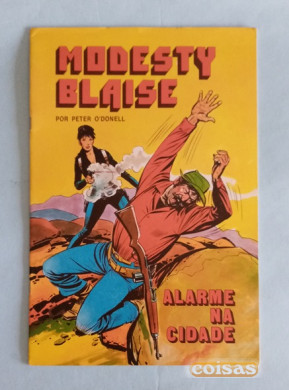 MODESTY
BLAISE
POR PETER O'DONELL
ALARME
NA
CIDADE
coisas